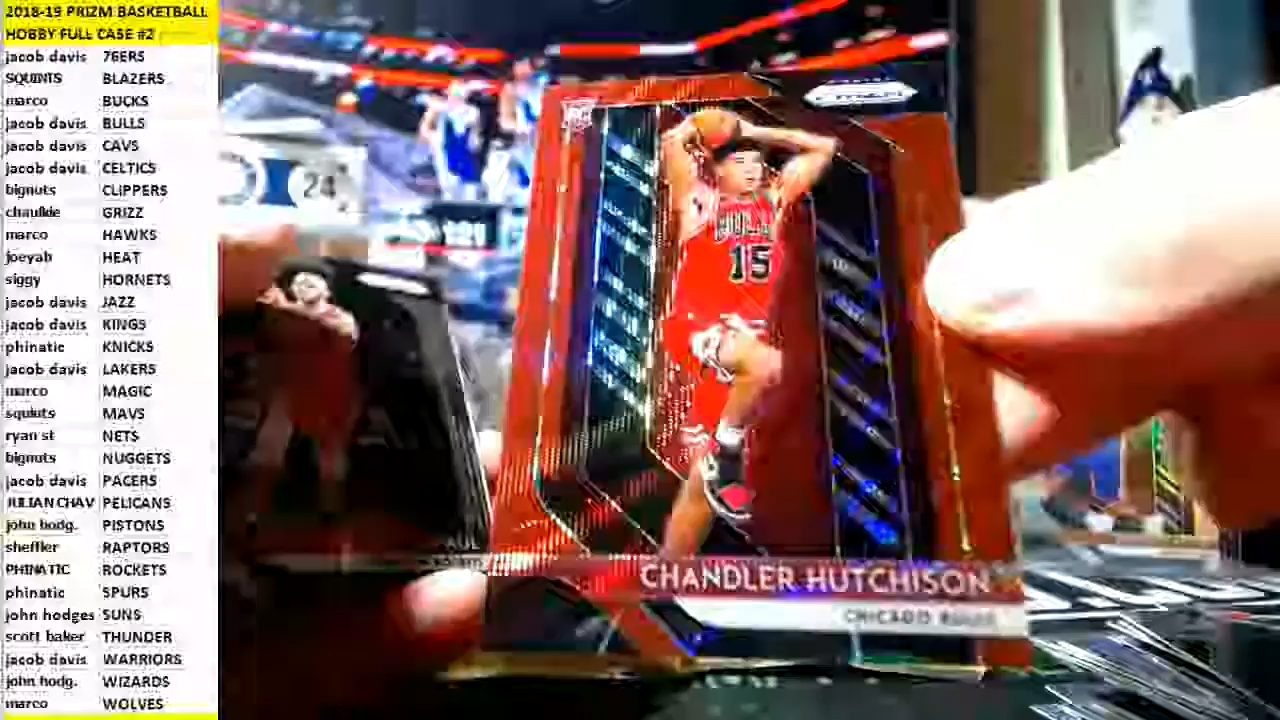 2018-19 PRIZM BASKETBALL
HOBBY FULL CASE #2
jacob davis 76ERS
SQUINTS BLAZERS
marco BUCKS
jacob davis BULLS
jacob davis CAVS
jacob davis CELTICS
bignuts CLIPPERS
chaulkie GRIZZ
marco HAWKS
joeyab HEAT
siggy HORNETS
jacob davis JAZZ
jacob davis KINGS
phinatic KNICKS
jacob davis LAKERS
marco MAGIC
squints MAVS
ryan st NETS
bignuts NUGGETS
jacob davis PACERS
JULIAN CHAV PELICANS
john hodg. PISTONS
sheffler RAPTORS
PHINATIC ROCKETS
phinatic SPURS
john hodges SUNS
scott baker THUNDER
jacob davis WARRIORS
john hodg. WIZARDS
marco WOLVES
RC
PRIZM
24
BULLS
15
CHANDLER HUTCHISON
CHICAGO BULLS